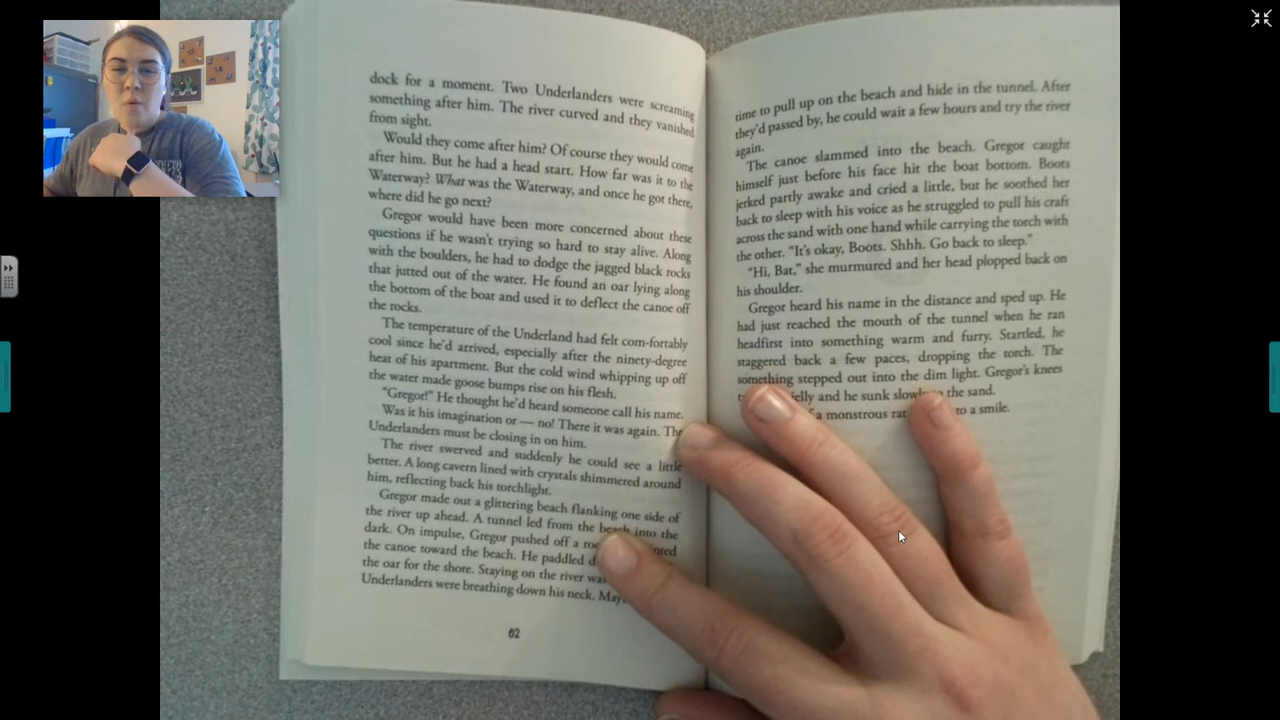 dock for a moment. Two Underlanders were screaming
something after him. The river curved and they vanished
from sight.
Would they come after him? Of course they would come
after him. But he had a head start. How far was it to the
Waterway? What was the Waterway, and once he got there,
where did he go next?
Gregor would have been more concerned about these
questions if he wasn't trying so hard to stay alive. Along
with the boulders, he had to dodge the jagged black rocks
that jutted out of the water. He found an oar lying along
the bottom of the boat and used it to deflect the canoe off
the rocks.
The temperature of the Underland had felt com-fortably
cool since he'd arrived, especially after the ninety-degree
heat of his apartment. But the cold wind whipping up off
the water made goose bumps rise on his flesh.
"Gregor!" He thought he'd heard someone call his name.
Was it his imagination or — no! There it was again. The
Underlanders must be closing in on him.
The river swerved and suddenly he could see a little
better. A long cavern lined with crystals shimmered around
him, reflecting back his torchlight.
Gregor made out a glittering beach flanking one side of
the river up ahead. A tunnel led from the beach into the
dark. On impulse, Gregor pushed off a
the canoe toward the beach. He paddled
the oar for the shore. Staying on the river
Underlanders were breathing down his neck.
62
time to pull up on the beach and hide in the tunnel. After
they'd passed by, he could wait a few hours and try the river
again.
The canoe slammed into the beach. Gregor caught
himself just before his face hit the boat bottom. Boots
jerked partly awake and cried a little, but he soothed her
back to sleep with his voice as he struggled to pull his craft
across the sand with one hand while carrying the torch with
the other. "It's okay, Boots. Shhh. Go back to sleep."
"Hi, Bat," she murmured and her head plopped back on
his shoulder.
Gregor heard his name in the distance and sped up. He
had just reached the mouth of the tunnel when he ran
headfirst into something warm and furry. Startled, he
staggered back a few paces, dropping the torch. The
something stepped out into the dim light. Gregor's knees
jelly and he sunk the sand.
a monstrous rat to a smile.